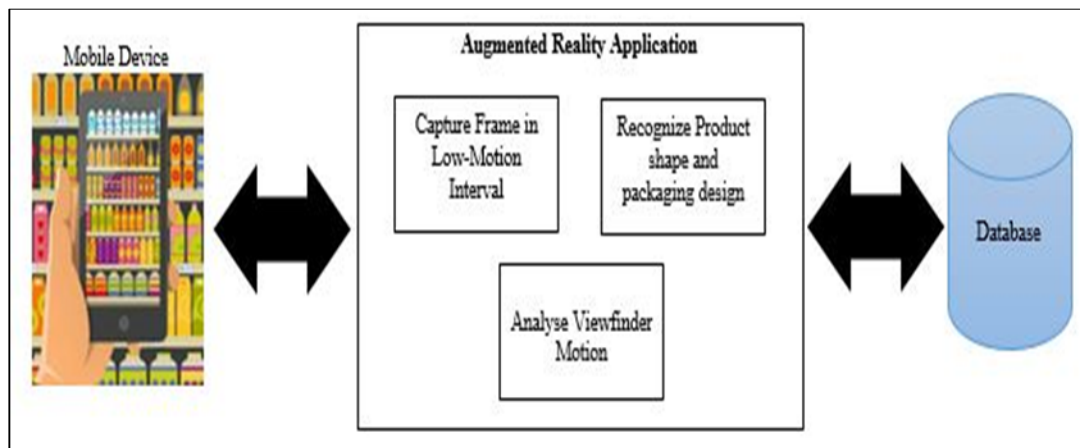 Mobile Device
Augmented Reality Application
Capture Frame in
Low-Motion
Interval
Recognize Product
shape and
packaging design
Analyse Viewfinder
Motion
Database